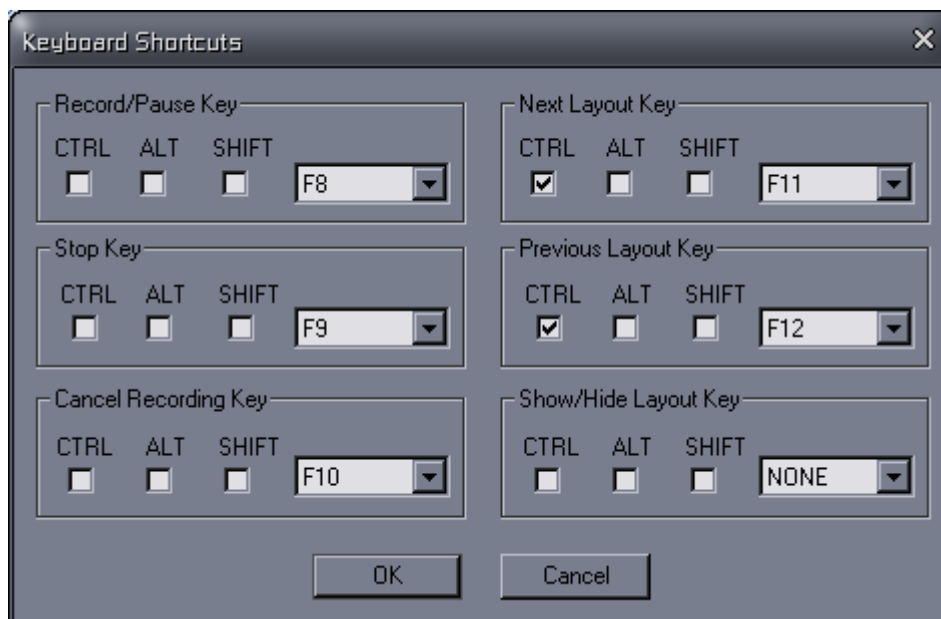 Keyboard Shortcuts
Record/Pause Key
CTRL ALT SHIFT
F8
Next Layout Key
CTRL ALT SHIFT
F11
Stop Key
CTRL ALT SHIFT
F9
Previous Layout Key
CTRL ALT SHIFT
F12
Cancel Recording Key
CTRL ALT SHIFT
F10
Show/Hide Layout Key
CTRL ALT SHIFT
NONE
OK
Cancel